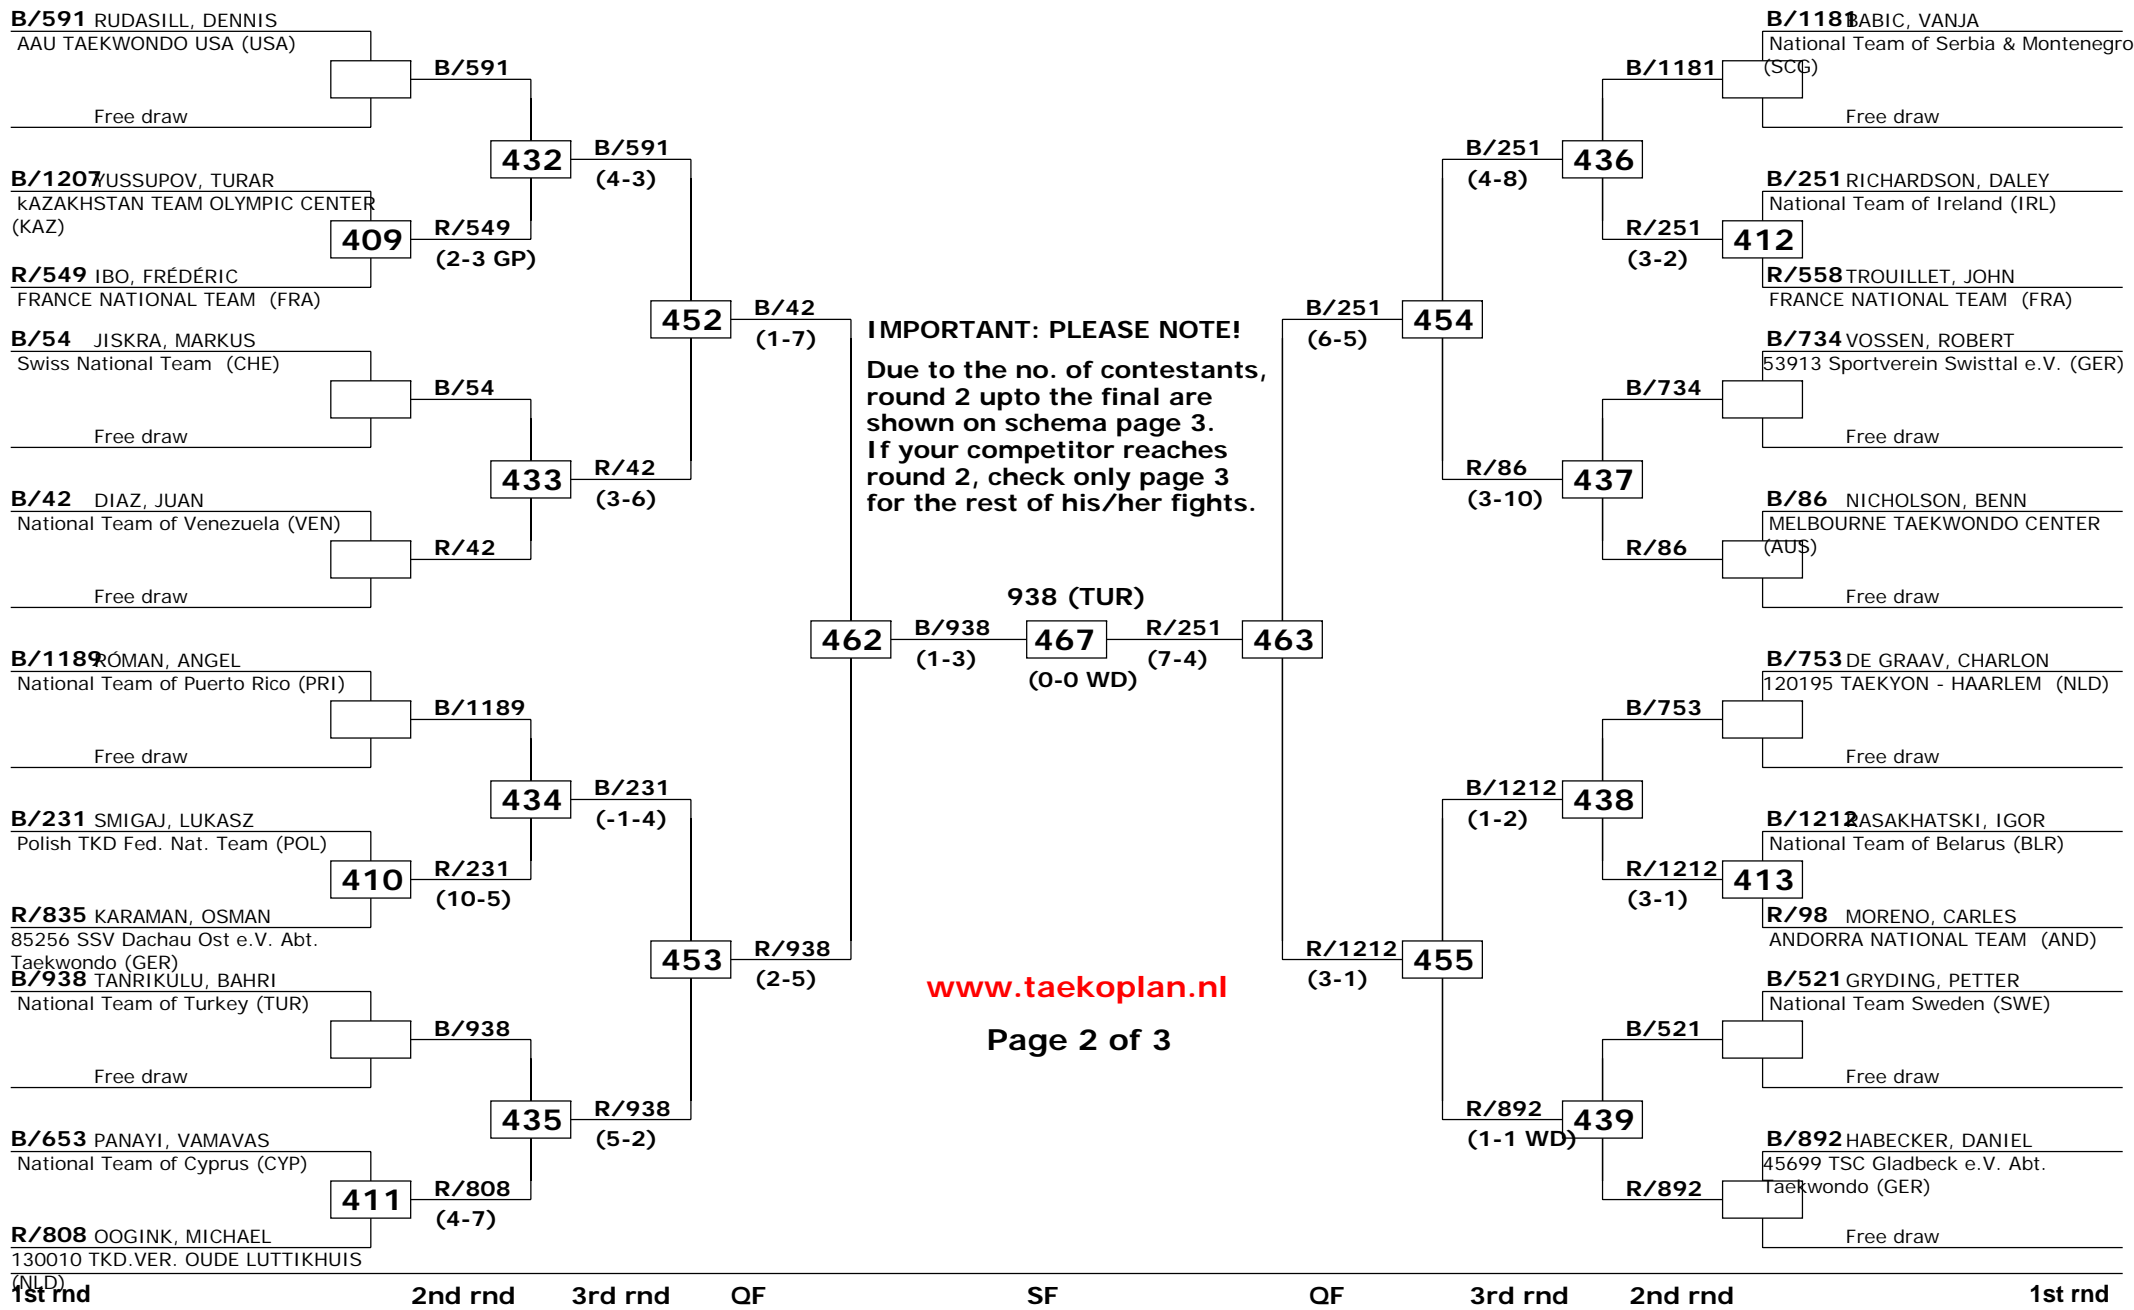 B/591 RUDASILL, DENNIS
AAU TAEKWONDO USA (USA)
Free draw
B/1207 YUSSUPOV, TURAR
kAZAKHSTAN TEAM OLYMPIC CENTER
(KAZ)
R/549 IBO, FRÉDÉRIC
FRANCE NATIONAL TEAM (FRA)
B/54 JISKRA, MARKUS
Swiss National Team (CHE)
Free draw
B/42 DIAZ, JUAN
National Team of Venezuela (VEN)
Free draw
B/1189 RÓMAN, ANGEL
National Team of Puerto Rico (PRI)
Free draw
B/231 SMIGAJ, LUKASZ
Polish TKD Fed. Nat. Team (POL)
R/835 KARAMAN, OSMAN
85256 SSV Dachau Ost e.V. Abt.
Taekwondo (GER)
B/938 TANRIKULU, BAHRI
National Team of Turkey (TUR)
Free draw
B/653 PANAYI, VAMAVAS
National Team of Cyprus (CYP)
R/808 OOGINK, MICHAEL
130010 TKD.VER. OUDE LUTTIKHUIS
(NLD)
409
410
411
B/591
R/549
(2-3 GP)
B/54
R/42
B/1189
R/231
(10-5)
B/938
R/808
(4-7)
432
433
434
435
B/591
(4-3)
R/42
(3-6)
B/231
(-1-4)
R/938
(5-2)
452
453
B/42
(1-7)
R/938
(2-5)
IMPORTANT: PLEASE NOTE!
Due to the no. of contestants,
round 2 upto the final are
shown on schema page 3.
If your competitor reaches
round 2, check only page 3
for the rest of his/her fights.
938 (TUR)
462
B/938
(1-3)
467
(0-0 WD)
R/251
(7-4)
463
www.taekoplan.nl
Page 2 of 3
B/251
(6-5)
R/1212
(3-1)
454
455
B/251
(4-8)
R/86
(3-10)
B/1212
(1-2)
R/892
(1-1 WD)
436
437
438
439
B/1181
R/251
(3-2)
B/734
R/86
B/753
R/1212
(3-1)
B/521
R/892
412
413
B/1181 BABIC, VANJA
National Team of Serbia & Montenegro
(SCG)
Free draw
B/251 RICHARDSON, DALEY
National Team of Ireland (IRL)
R/558 TROUILLET, JOHN
FRANCE NATIONAL TEAM (FRA)
B/734 VOSSEN, ROBERT
53913 Sportverein Swisttal e.V. (GER)
Free draw
B/86 NICHOLSON, BENN
MELBOURNE TAEKWONDO CENTER
(AUS)
Free draw
B/753 DE GRAAV, CHARLON
120195 TAEKYON - HAARLEM (NLD)
Free draw
B/1212 RASAKHATSKI, IGOR
National Team of Belarus (BLR)
R/98 MORENO, CARLES
ANDORRA NATIONAL TEAM (AND)
B/521 GRYDING, PETTER
National Team Sweden (SWE)
Free draw
B/892 HABECKER, DANIEL
45699 TSC Gladbeck e.V. Abt.
Taekwondo (GER)
Free draw
1st rnd 2nd rnd 3rd rnd QF SF QF 3rd rnd 2nd rnd 1st rnd